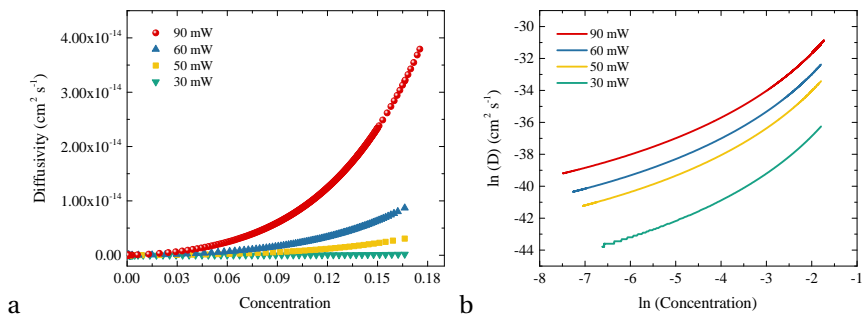 4.00x10-14
3.00x10-14
2.00x10-14
1.00x10-14
0.00
Diffusivity (cm2 s-1)
90 mW
60 mW
50 mW
30 mW
0.00 0.03 0.06 0.09 0.12 0.15 0.18
Concentration
a
-30
-32
-34
-36
-38
-40
-42
-44
ln (D) (cm2 s-1)
90 mW
60 mW
50 mW
30 mW
-8 -7 -6 -5 -4 -3 -2 -1
ln (Concentration)
b